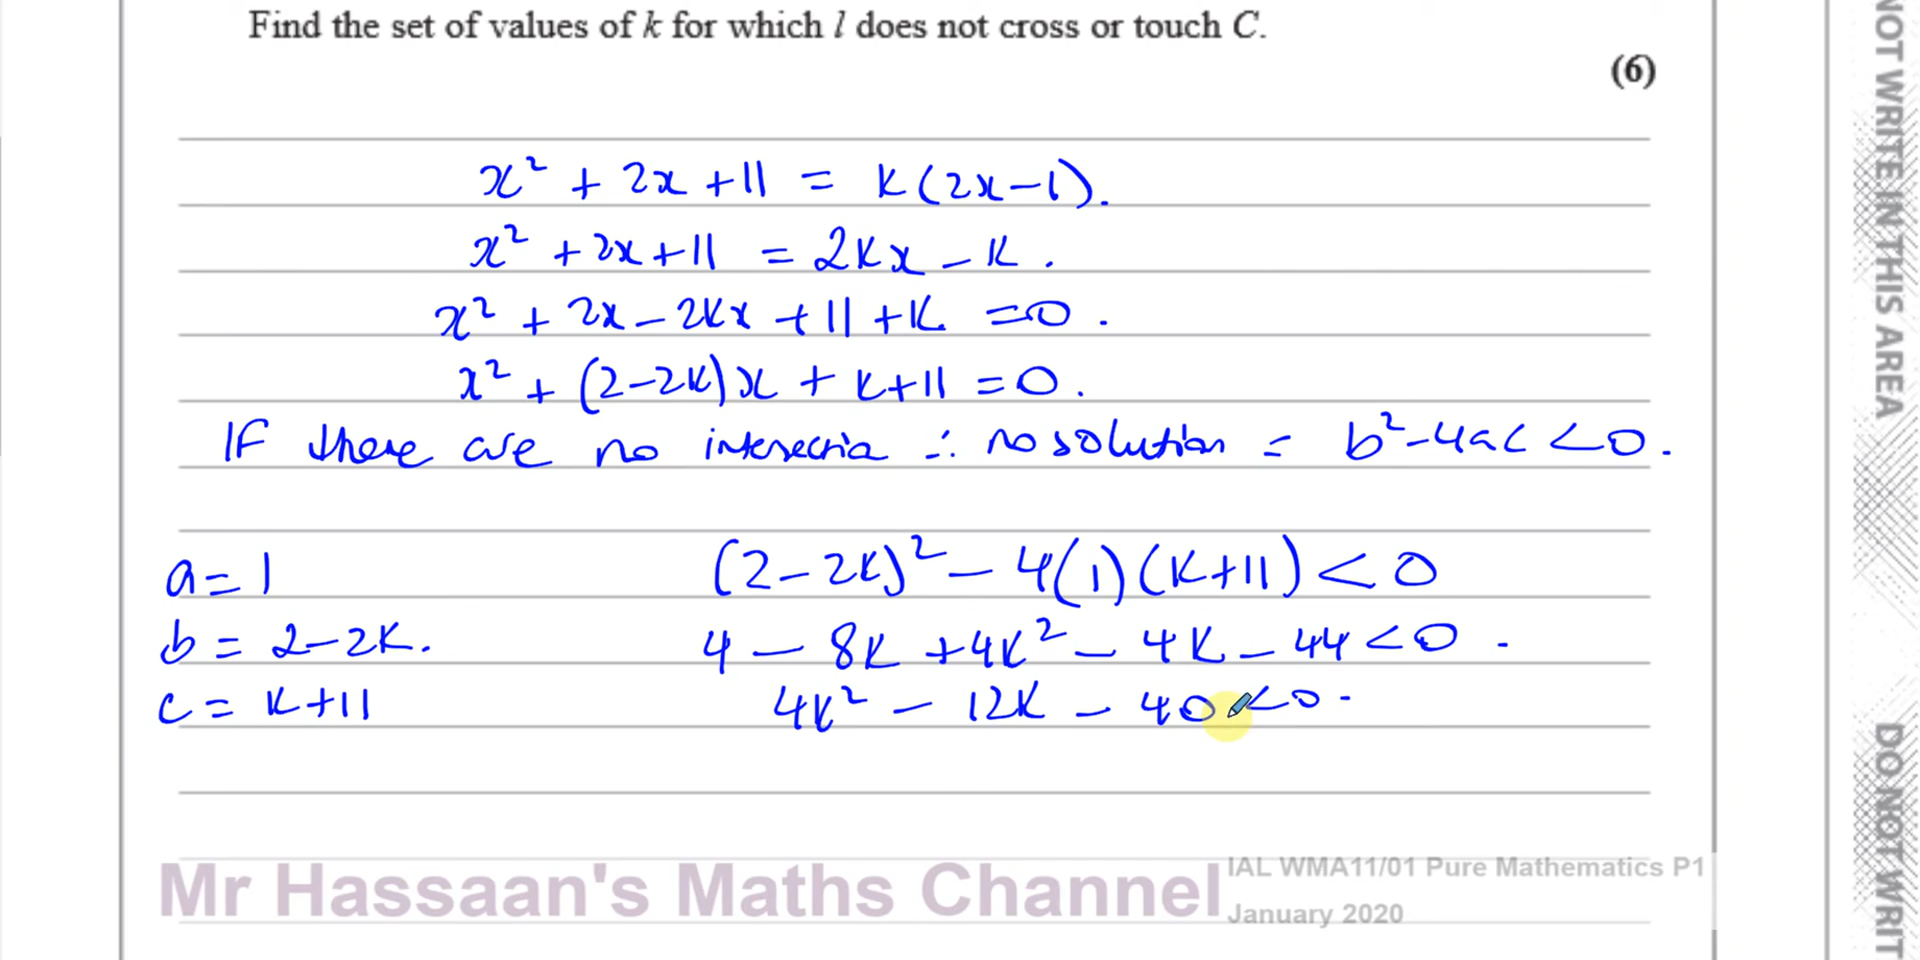 Find the set of values of k for which l does not cross or touch C.
(6)
x² + 2x + 11 = k(2x - 1).
x² + 2x + 11 = 2kx - k.
x² + 2x - 2kx + 11 + k = 0.
x² + (2 - 2k)x + k + 11 = 0.
IF there are no intersection ∴ no solution = b² - 4ac < 0.
a = 1
(2 - 2k)² - 4(1)(k + 11) < 0
b = 2 - 2k.
4 - 8k + 4k² - 4k - 44 < 0.
c = k + 11
4k² - 12k - 40 < 0.
Mr Hassaan's Maths Channel
IAL WMA11/01 Pure Mathematics P1
January 2020
NOT WRITE IN THIS AREA
DO NOT WRIT